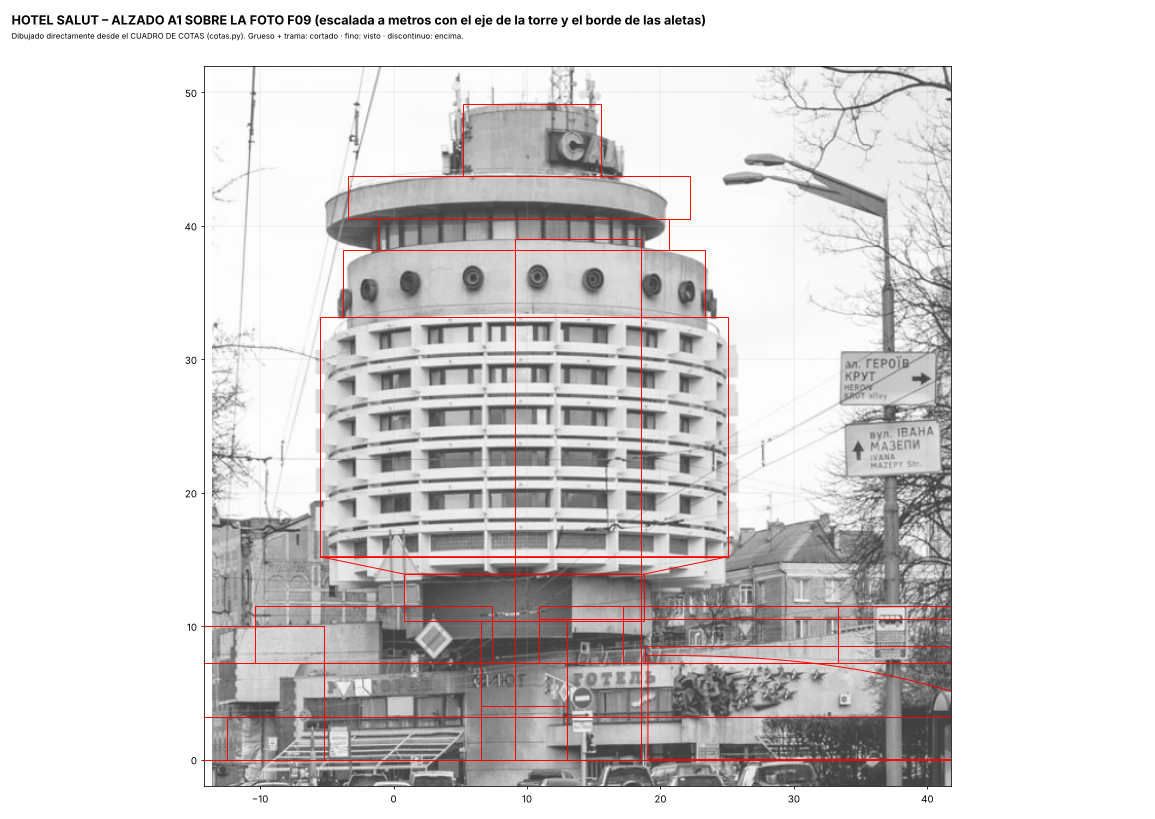 HOTEL SALUT – ALZADO A1 SOBRE LA FOTO F09 (escalada a metros con el eje de la torre y el borde de las aletas)
Dibujado directamente desde el CUADRO DE COTAS (cotas.py). Grueso + trama: cortado · fino: visto · discontinuo: encima.
50
40
30
20
10
0
−10
0
10
20
30
40
ал. ГЕРОЇВ
КРУТ
HEROIV
KRUT alley
вул. ІВАНА
МАЗЕПИ
IVANA
MAZEPY Str.
САЛЮТ
ГОТЕЛЬ